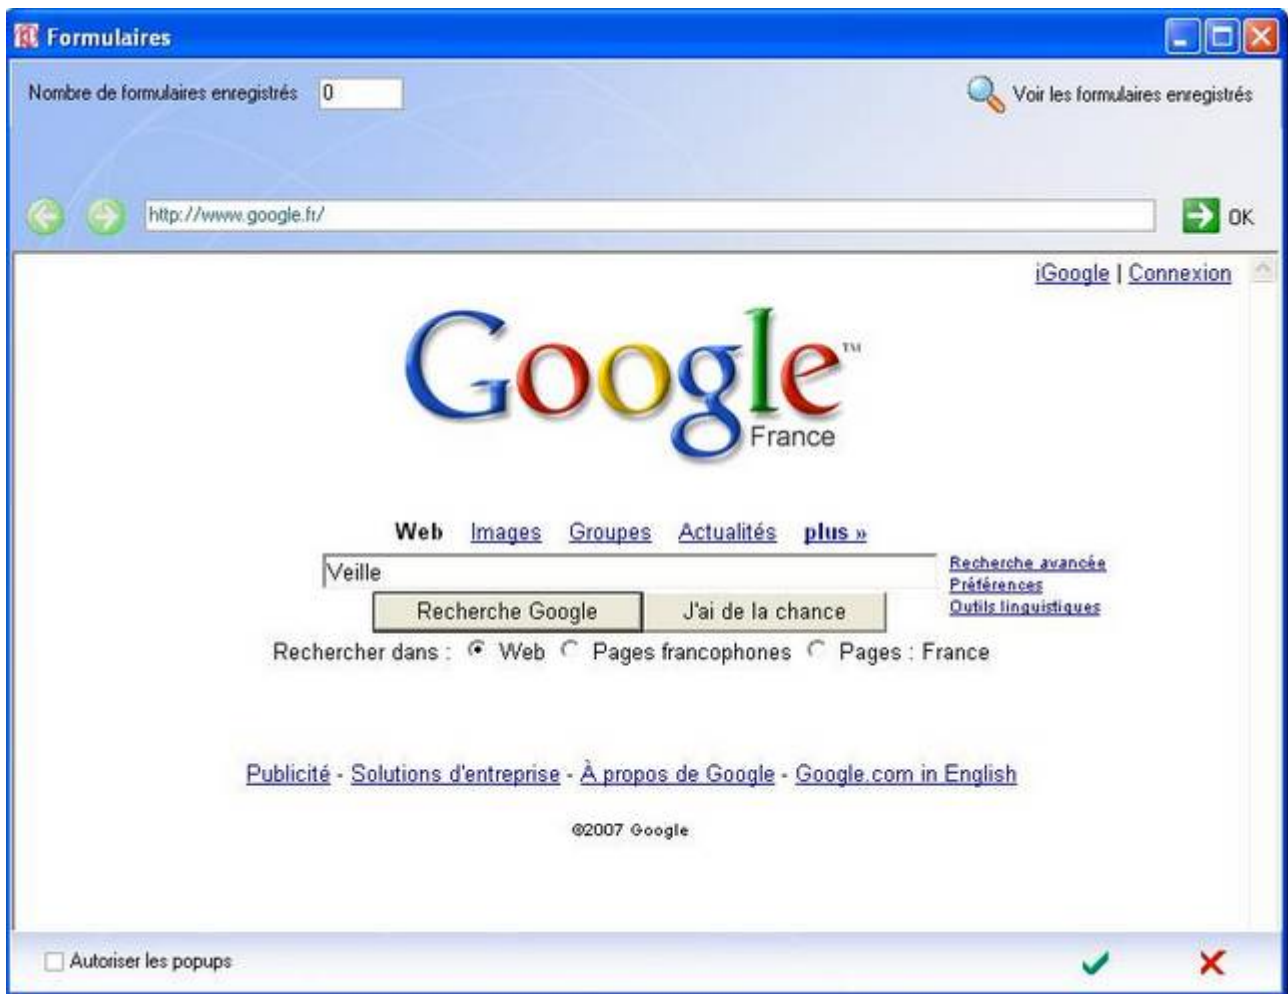 Formulaires
Nombre de formulaires enregistrés 0 Voir les formulaires enregistrés
http://www.google.fr/ OK
iGoogle | Connexion
Google™
France
Web Images Groupes Actualités plus »
Veille
Recherche avancée
Préférences
Outils linguistiques
Recherche Google J'ai de la chance
Rechercher dans : Web Pages francophones Pages : France
Publicité - Solutions d'entreprise - À propos de Google - Google.com in English
©2007 Google
Autoriser les popups